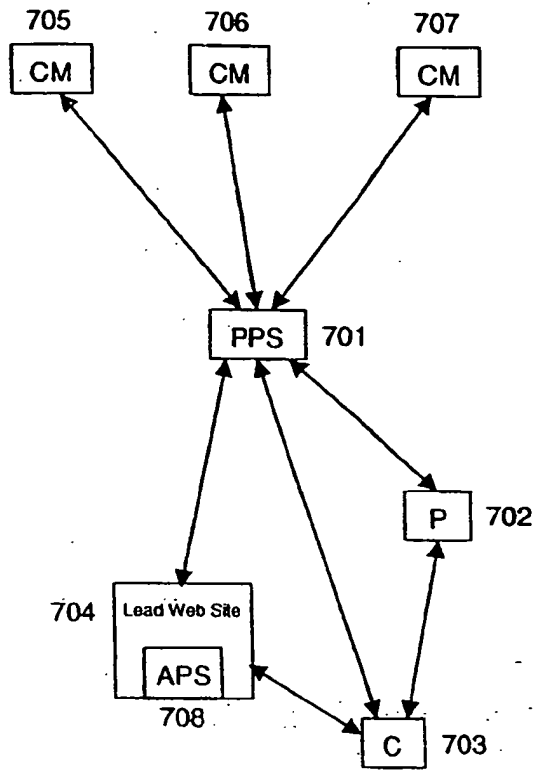 705 706 707
CM CM CM
PPS 701
P 702
704 Lead Web Site
APS
708
C 703